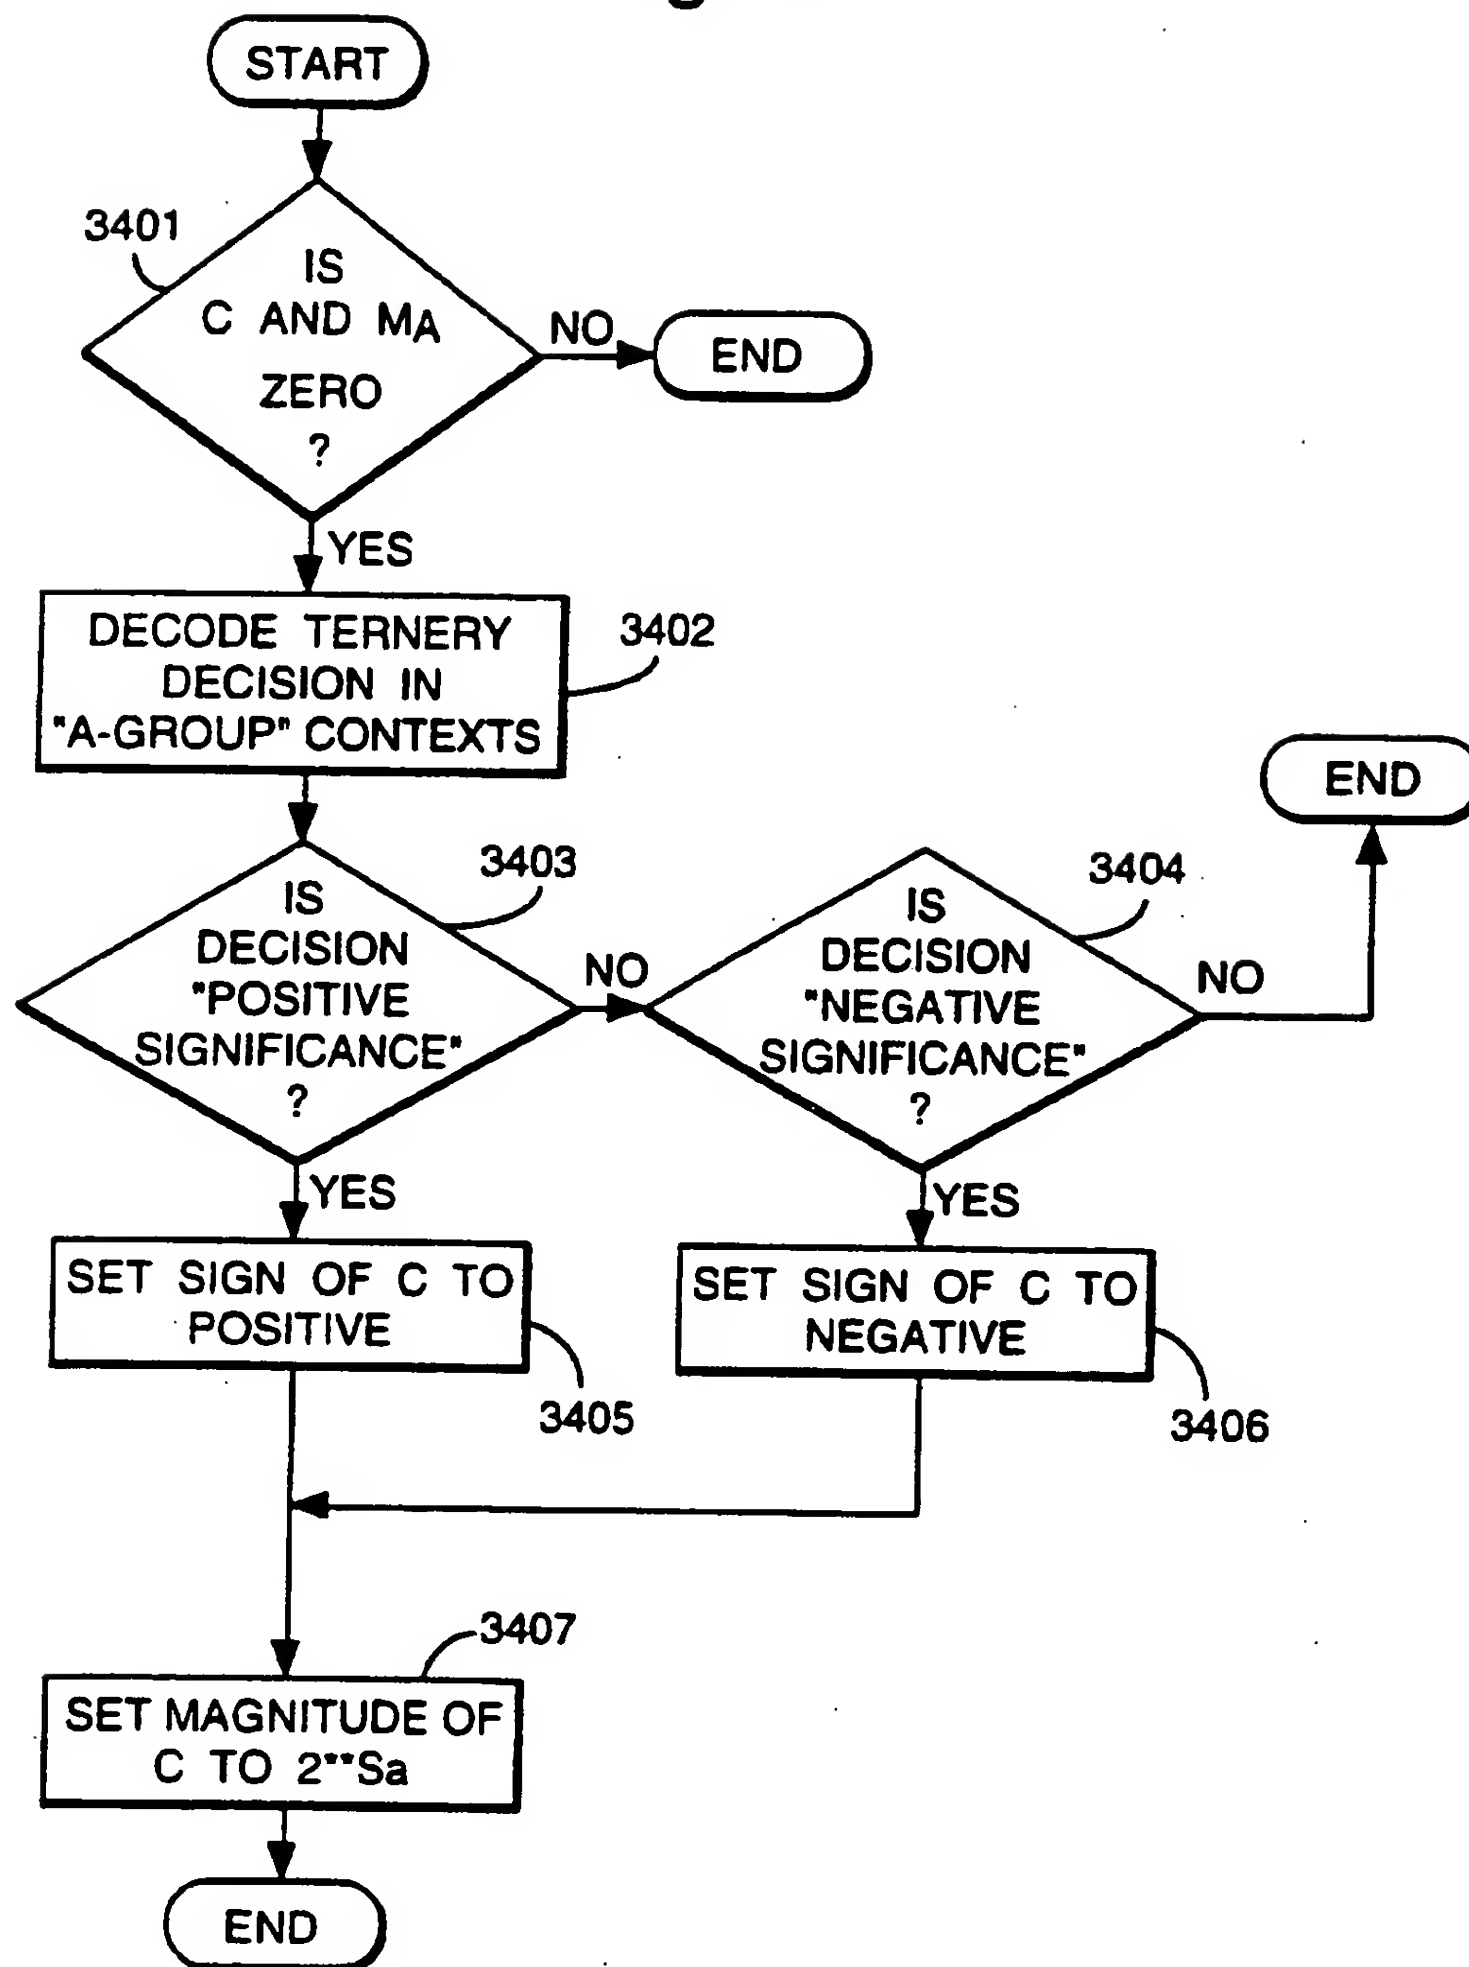 START
3401
IS
C AND MA
ZERO
?
NO
END
YES
DECODE TERNERY
DECISION IN
"A-GROUP" CONTEXTS
3402
END
3403
IS
DECISION
"POSITIVE
SIGNIFICANCE"
?
NO
3404
IS
DECISION
"NEGATIVE
SIGNIFICANCE"
?
NO
YES
YES
SET SIGN OF C TO
POSITIVE
3405
SET SIGN OF C TO
NEGATIVE
3406
3407
SET MAGNITUDE OF
C TO 2**Sa
END